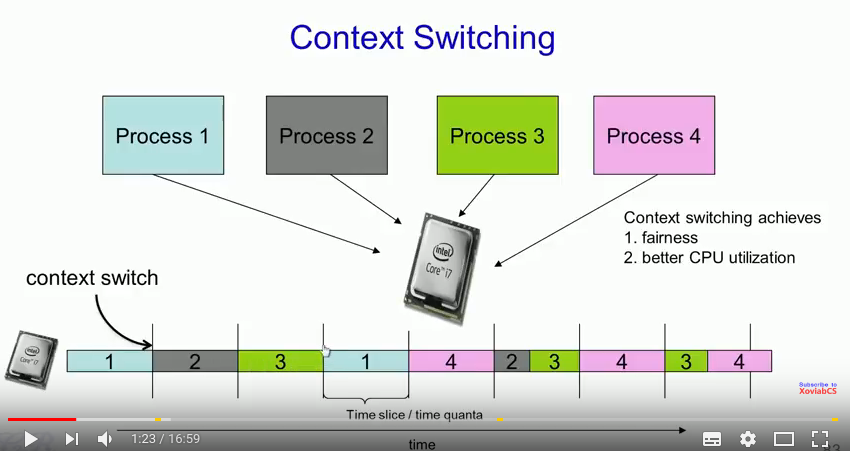 Context Switching
Process 1
Process 2
Process 3
Process 4
Context switching achieves
1. fairness
2. better CPU utilization
intel
Core™ i7
context switch
intel
Core™ i7
1
2
3
1
4
2
3
4
3
4
Subscribe to
XoviabCS
Time slice / time quanta
1:23 / 16:59
time